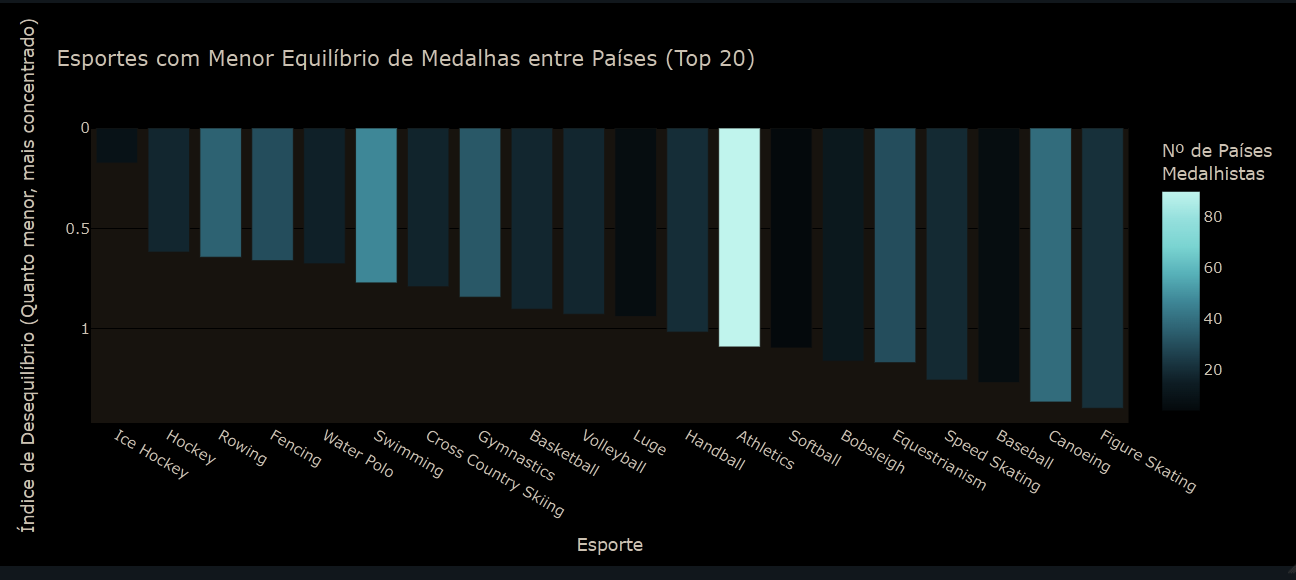 Esportes com Menor Equilíbrio de Medalhas entre Países (Top 20)
Índice de Desequilíbrio (Quanto menor, mais concentrado)
0
0.5
1
Ice Hockey
Hockey
Rowing
Fencing
Water Polo
Swimming
Cross Country Skiing
Gymnastics
Basketball
Volleyball
Luge
Handball
Athletics
Softball
Bobsleigh
Equestrianism
Speed Skating
Baseball
Canoeing
Figure Skating
Esporte
Nº de Países
Medalhistas
80
60
40
20